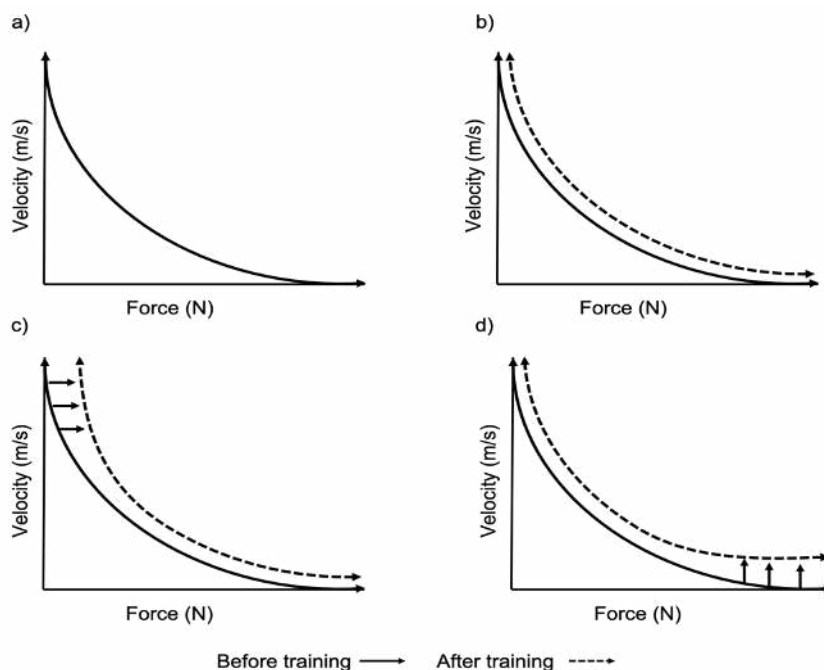 a)
b)
Velocity (m/s)
Velocity (m/s)
Force (N)
Force (N)
c)
d)
Velocity (m/s)
Velocity (m/s)
Force (N)
Force (N)
Before training
After training